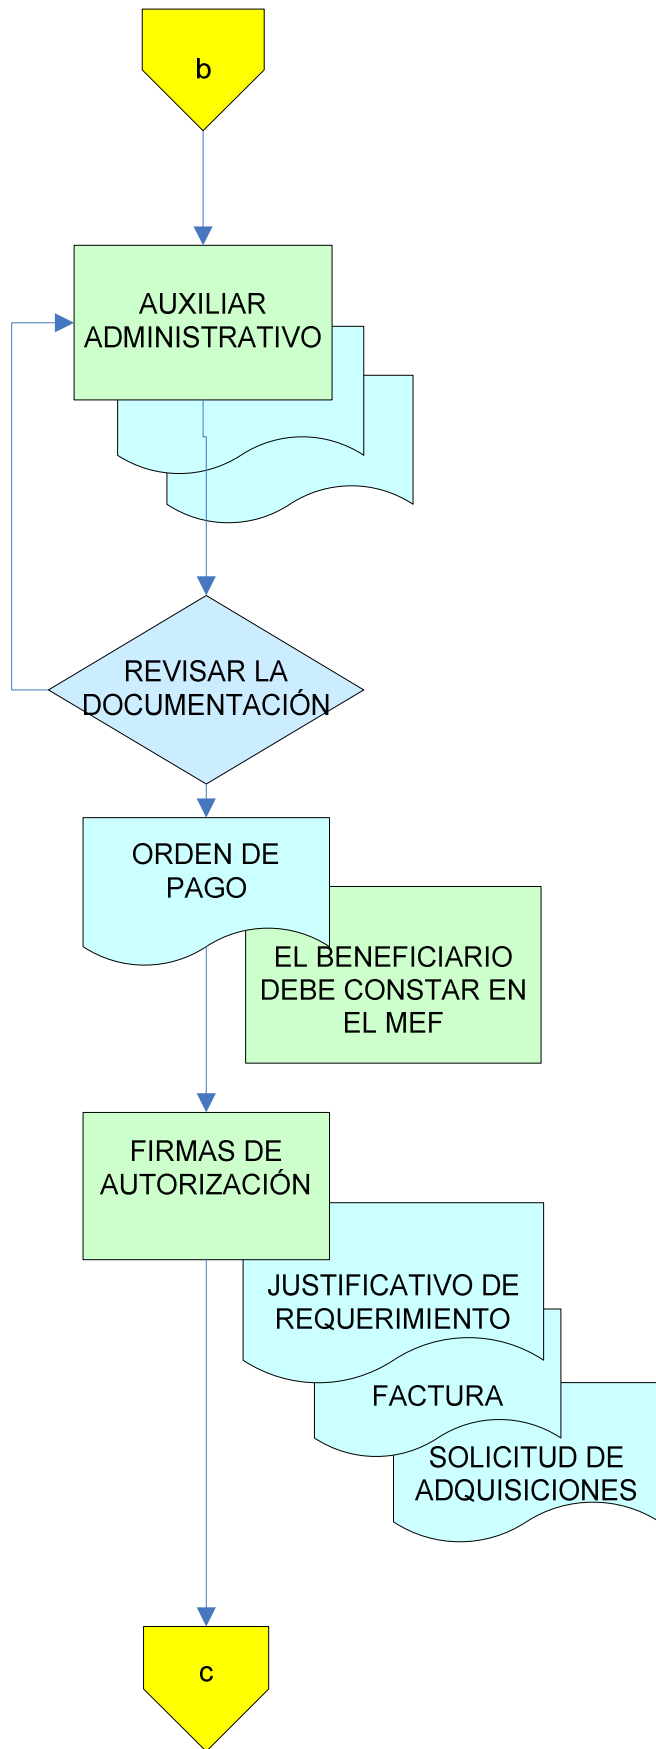 b
AUXILIAR
ADMINISTRATIVO
REVISAR LA
DOCUMENTACIÓN
ORDEN DE
PAGO
EL BENEFICIARIO
DEBE CONSTAR EN
EL MEF
FIRMAS DE
AUTORIZACIÓN
JUSTIFICATIVO DE
REQUERIMIENTO
FACTURA
SOLICITUD DE
ADQUISICIONES
c